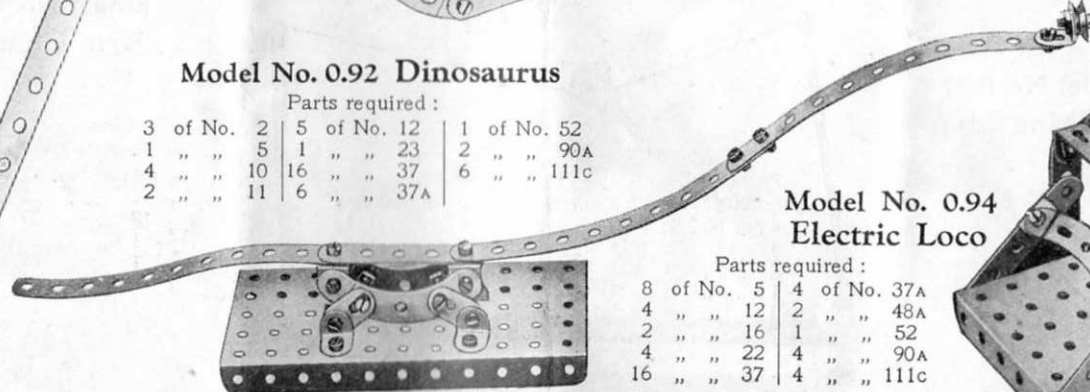 Model No. 0.92 Dinosaurus
Parts required :
3 of No. 2 | 5 of No. 12 | 1 of No. 52
1 „ „ 5 | 1 „ „ 23 | 2 „ „ 90A
4 „ „ 10 | 16 „ „ 37 | 6 „ „ 111C
2 „ „ 11 | 6 „ „ 37A
Model No. 0.94
Electric Loco
Parts required :
8 of No. 5 | 4 of No. 37A
4 „ „ 12 | 2 „ „ 48A
2 „ „ 16 | 1 „ „ 52
4 „ „ 22 | 4 „ „ 90A
16 „ „ 37 | 4 „ „ 111C